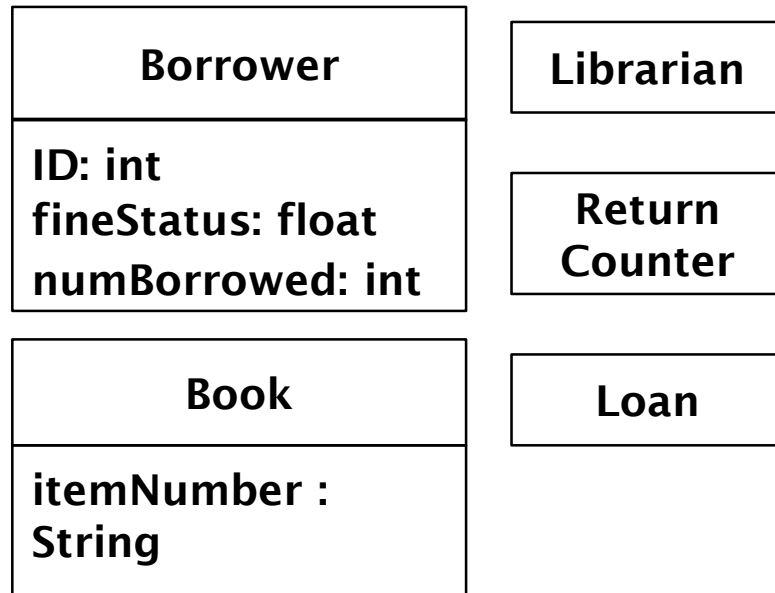 Borrower
ID: int
fineStatus: float
numBorrowed: int
Book
itemNumber :
String
Librarian
Return
Counter
Loan